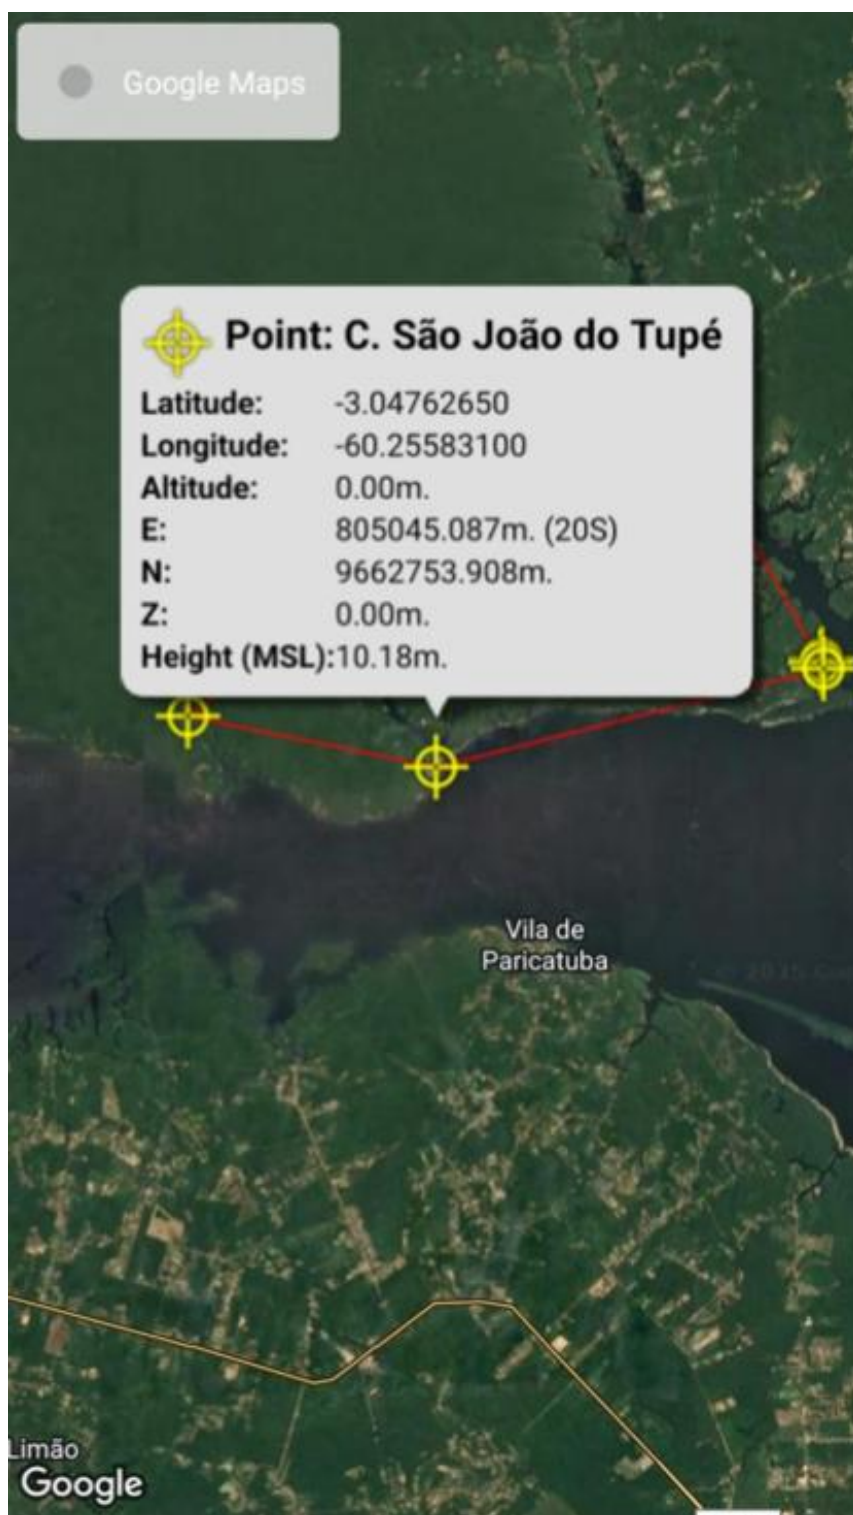 Google Maps
Point: C. São João do Tupé
Latitude: -3.04762650
Longitude: -60.25583100
Altitude: 0.00m.
E: 805045.087m. (20S)
N: 9662753.908m.
Z: 0.00m.
Height (MSL):10.18m.
Vila de
Paricatuba
Limão
Google